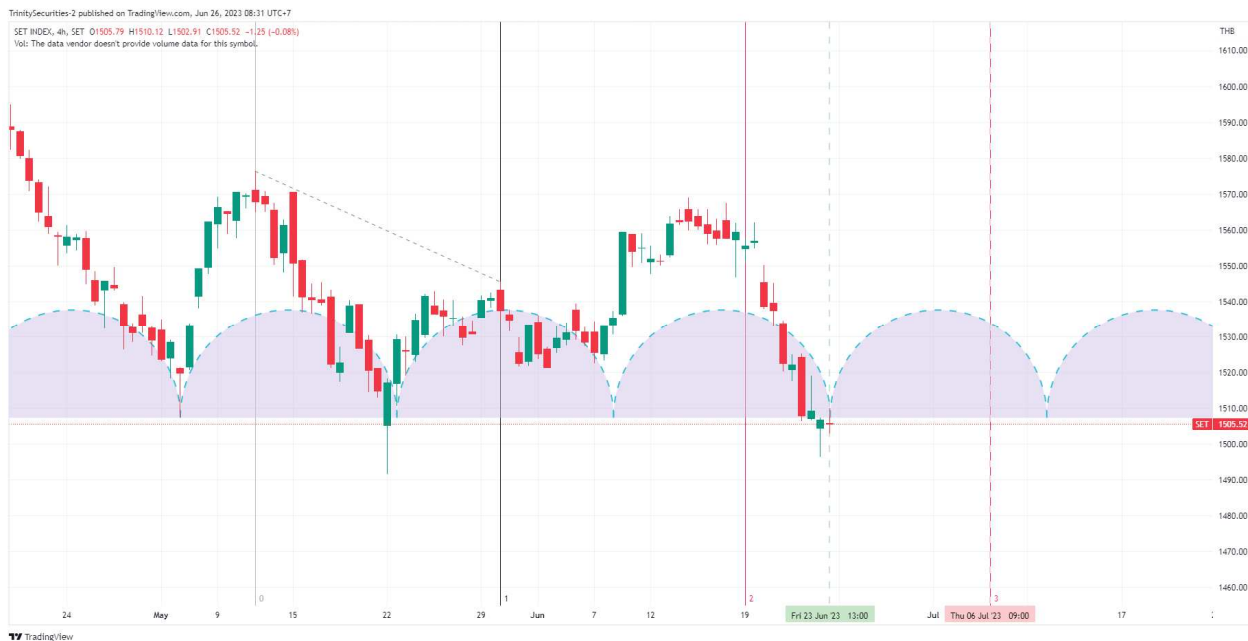 TrinitySecurities-2 published on TradingView.com, Jun 26, 2023 08:31 UTC+7
SET INDEX, 4h, SET O1505.79 H1510.12 L1502.91 C1505.52 −1.25 (−0.08%)
Vol: The data vendor doesn't provide volume data for this symbol.
THB
1610.00
1600.00
1590.00
1580.00
1570.00
1560.00
1550.00
1540.00
1530.00
1520.00
1510.00
SET 1505.52
1500.00
1490.00
1480.00
1470.00
1460.00
0 1 2 3
24 May 9 15 22 29 Jun 7 12 19 Fri 23 Jun '23 13:00 Jul Thu 06 Jul '23 09:00 17
TradingView